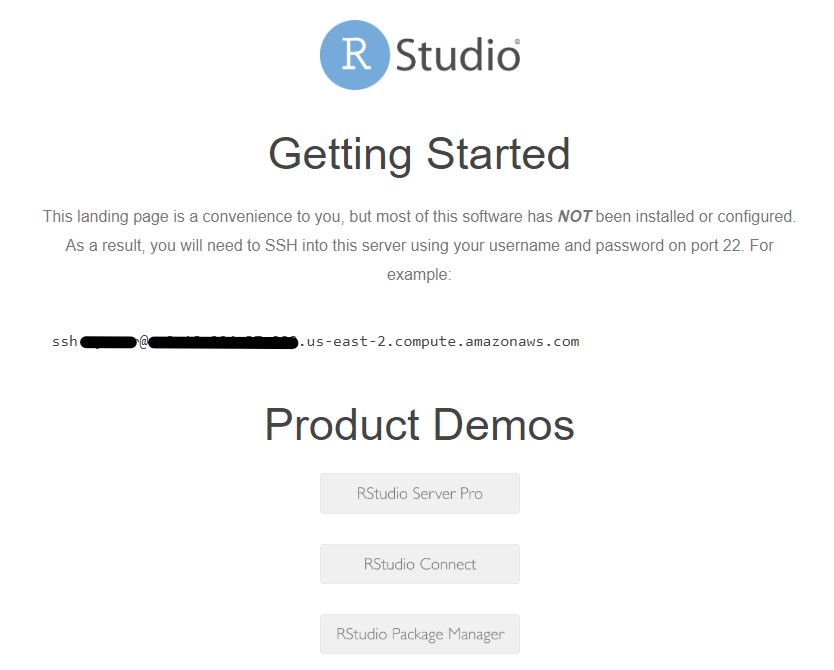 R Studio®
Getting Started
This landing page is a convenience to you, but most of this software has NOT been installed or configured.
As a result, you will need to SSH into this server using your username and password on port 22. For
example:
ssh @ .us-east-2.compute.amazonaws.com
Product Demos
RStudio Server Pro
RStudio Connect
RStudio Package Manager